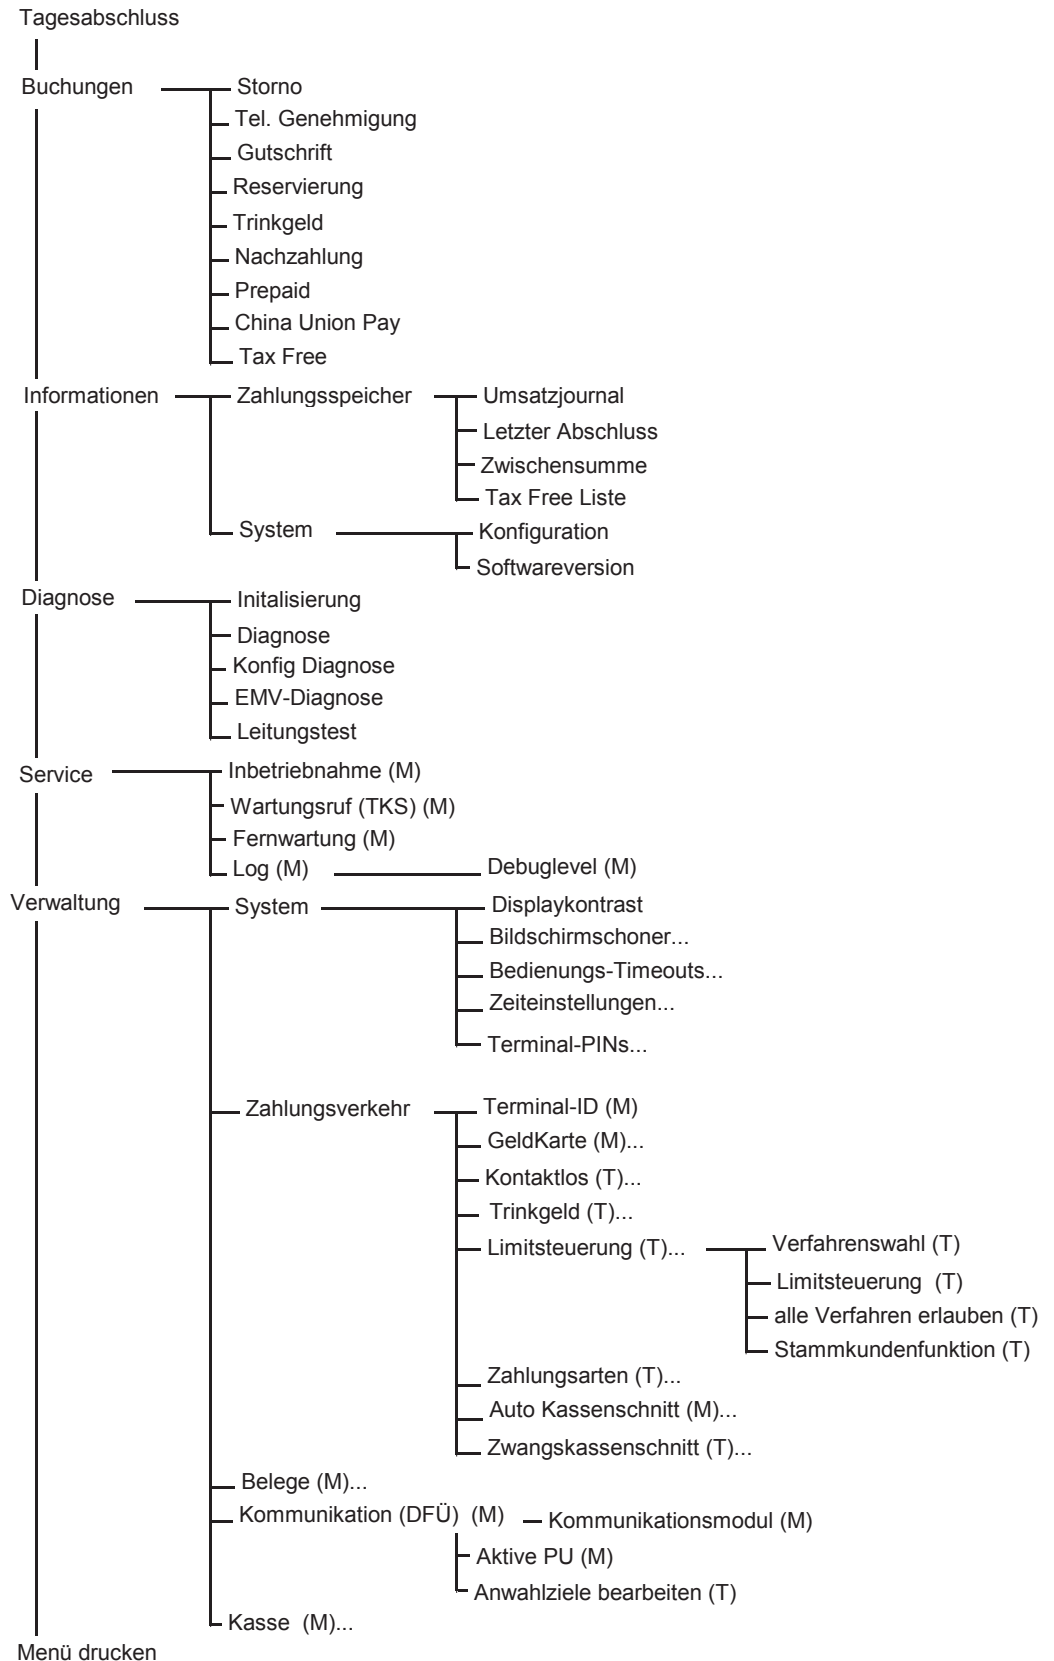 Tagesabschluss
Buchungen
Storno
Tel. Genehmigung
Gutschrift
Reservierung
Trinkgeld
Nachzahlung
Prepaid
China Union Pay
Tax Free
Informationen
Zahlungsspeicher
Umsatzjournal
Letzter Abschluss
Zwischensumme
Tax Free Liste
System
Konfiguration
Softwareversion
Diagnose
Initalisierung
Diagnose
Konfig Diagnose
EMV-Diagnose
Leitungstest
Service
Inbetriebnahme (M)
Wartungsruf (TKS) (M)
Fernwartung (M)
Log (M)
Debuglevel (M)
Verwaltung
System
Displaykontrast
Bildschirmschoner...
Bedienungs-Timeouts...
Zeiteinstellungen...
Terminal-PINs...
Zahlungsverkehr
Terminal-ID (M)
GeldKarte (M)...
Kontaktlos (T)...
Trinkgeld (T)...
Limitsteuerung (T)...
Verfahrenswahl (T)
Limitsteuerung (T)
alle Verfahren erlauben (T)
Stammkundenfunktion (T)
Zahlungsarten (T)...
Auto Kassenschnitt (M)...
Zwangskassenschnitt (T)...
Belege (M)...
Kommunikation (DFÜ) (M)
Kommunikationsmodul (M)
Aktive PU (M)
Anwahlziele bearbeiten (T)
Kasse (M)...
Menü drucken